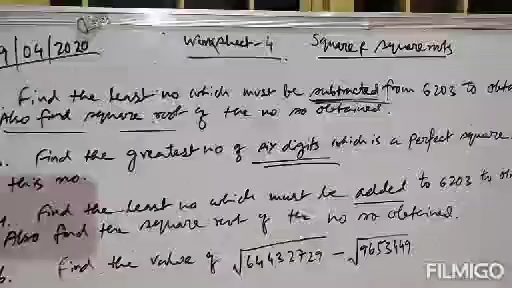 9/04/2020 Worksheet-4 Square & square roots
Find the least no which must be subtracted from 6203 to obta
Also find square root of the no so obtained.
Find the greatest no of six digits which is a perfect square.
this no.
Find the least no which must be added to 6203 to ob
Also find the square root of the no so obtained.
6. Find the value of √64432729 - √9653449
FILMIGO